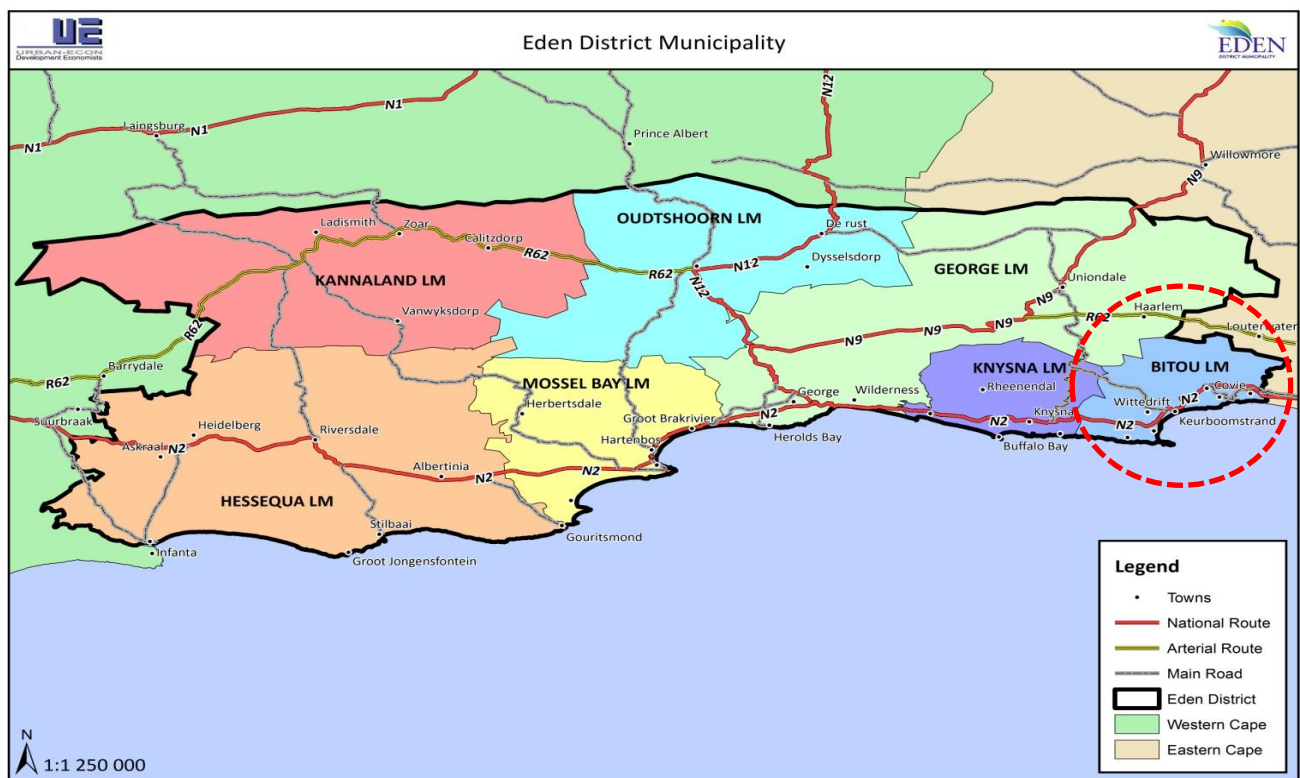 UE
URBAN-ECON
Development Economists
Eden District Municipality
EDEN
DISTRICT MUNICIPALITY
N1
N1
N1
Laingsburg
Prince Albert
N12
Willowmore
N9
OUDTSHOORN LM
Ladismith
Zoar
De rust
Calitzdorp
R62
R62
N12
Dysselsdorp
GEORGE LM
KANNALAND LM
N12
Uniondale
N9
Vanwyksdorp
R62
N9
N9
N9
R62
Haarlem
Louterwater
Barrydale
R62
MOSSEL BAY LM
KNYSNA LM
BITOU LM
Rheenendal
Covie
Suurbraak
Herbertsdale
George
Wilderness
Wittedrift
N2
Groot Brakrivier
N2
Knysna
Keurboomstrand
Heidelberg
Riversdale
Hartenbos
Herolds Bay
N2
N2
Askraal
N2
Buffalo Bay
Albertinia
N2
N2
HESSEQUA LM
Stilbaai
Gouritsmond
Infanta
Groot Jongensfontein
Legend
Towns
National Route
Arterial Route
Main Road
Eden District
Western Cape
Eastern Cape
N
1:1 250 000